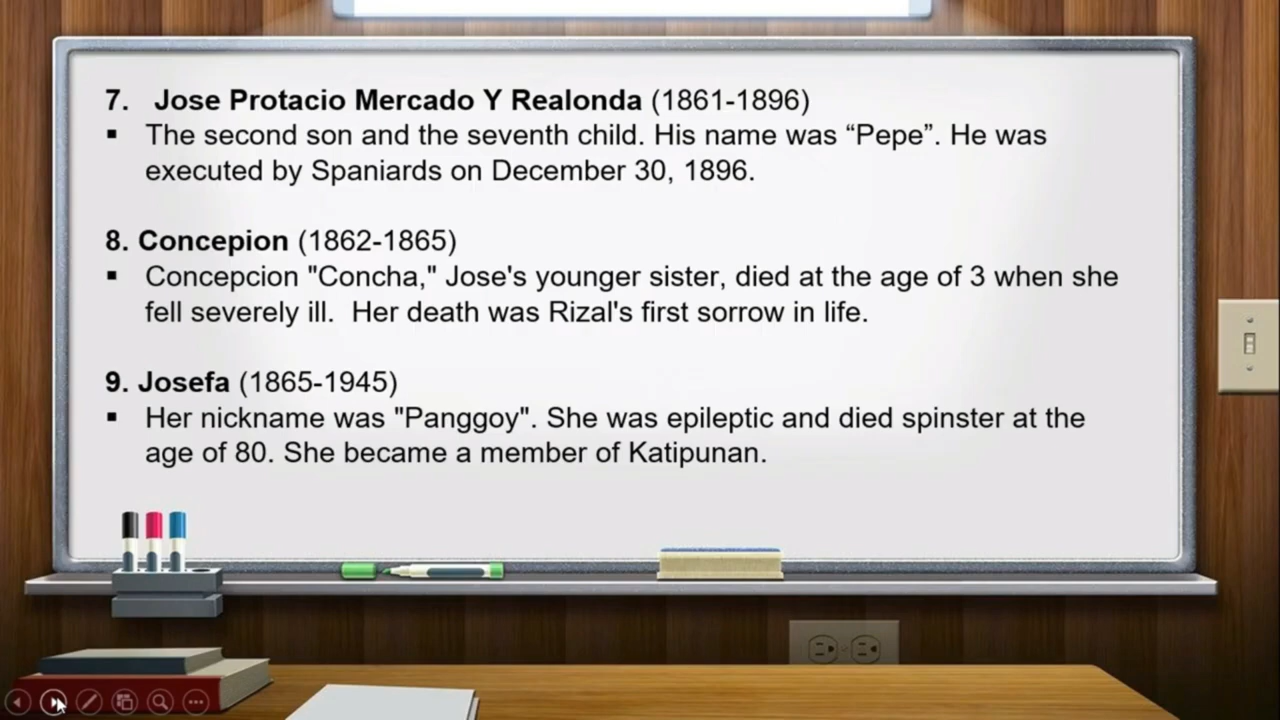 7. Jose Protacio Mercado Y Realonda (1861-1896)
▪ The second son and the seventh child. His name was “Pepe”. He was
executed by Spaniards on December 30, 1896.
8. Concepion (1862-1865)
▪ Concepcion "Concha," Jose's younger sister, died at the age of 3 when she
fell severely ill.  Her death was Rizal's first sorrow in life.
9. Josefa (1865-1945)
▪ Her nickname was "Panggoy". She was epileptic and died spinster at the
age of 80. She became a member of Katipunan.